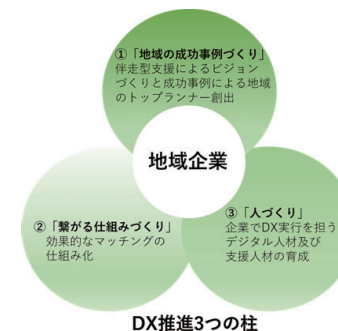 ①「地域の成功事例づくり」
伴走型支援によるビジョン
づくりと成功事例による地域
のトップランナー創出
地域企業
②「繋がる仕組みづくり」
効果的なマッチングの
仕組み化
③「人づくり」
企業でDX実行を担う
デジタル人材及び
支援人材の育成
DX推進3つの柱